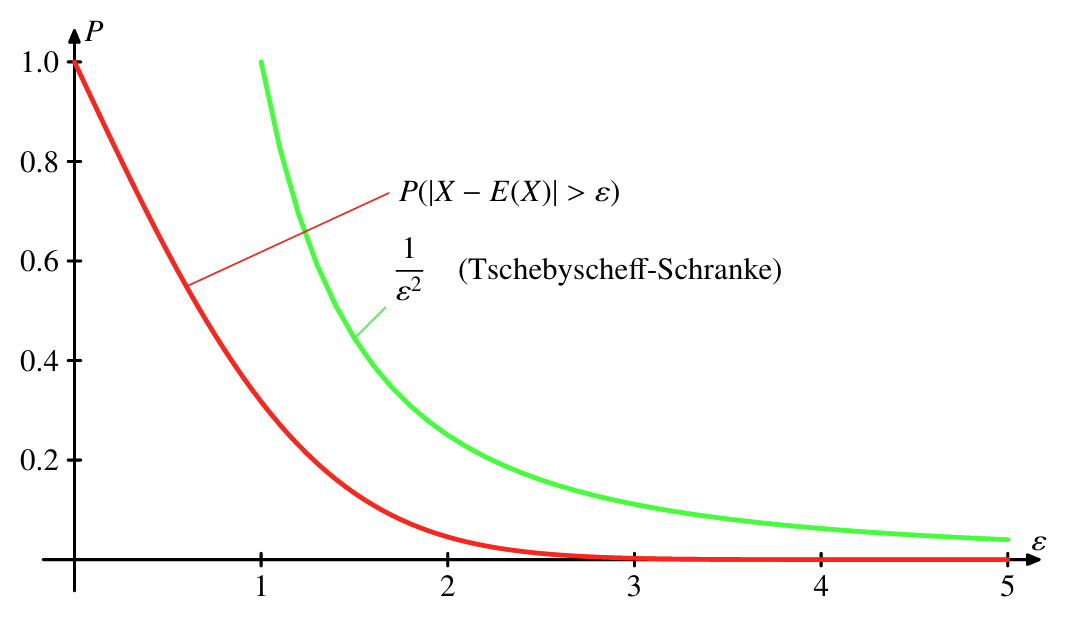 P
1.0
0.8
P(|X − E(X)| > ε)
1/ε² (Tschebyscheff-Schranke)
0.6
0.4
0.2
ε
1 2 3 4 5